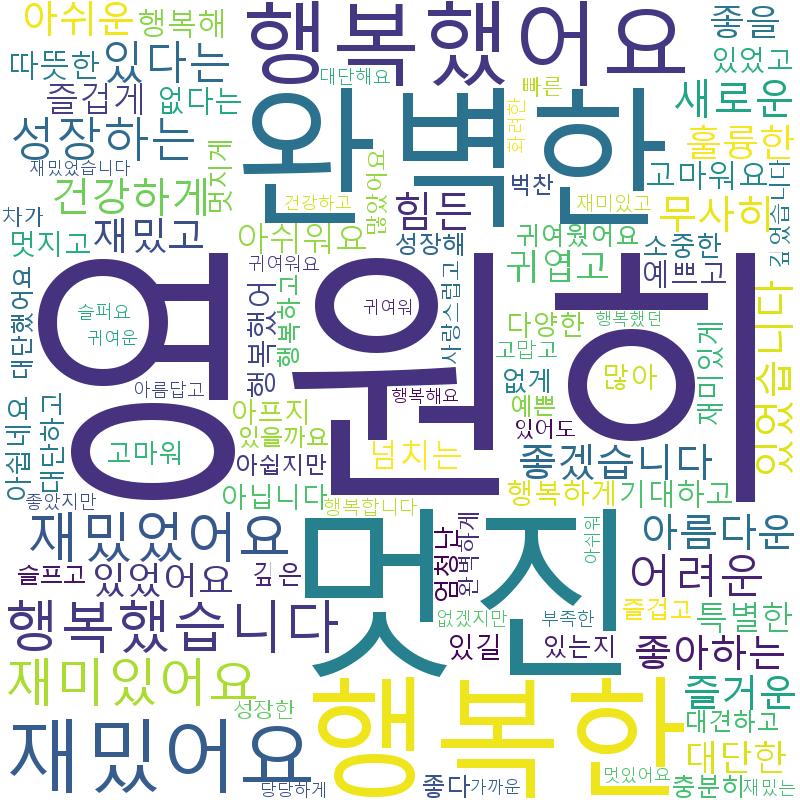 아쉬운
행복해
행복했어요
좋을
따뜻한
있다는
대단해요
빠른
있었고
즐겁게
없다는
완벽한
화려한
새로운
성장하는
멋지게
많았어요
훌륭한
재밌었습니다
건강하게
건강하고
힘든
벅찬
재미있고
고마워요
무사히
깊었습니다
차가
멋지고
재밌고
아쉬워요
성장해
귀여웠어요
소중한
귀여워요
귀엽고
예쁘고
영원히
슬퍼요
귀여운
귀여워
대단했어요
행복했어
행복하고
사랑스럽고
다양한
행복했던
고맙고
재미있게
있었습니다
많아
없게
아름답고
행복해요
예쁜
있어도
아쉽네요
대단하고
고마워
아프지
있을까요
아쉽지만
넘치는
좋겠습니다
좋았지만
아닙니다
행복합니다
행복하게
기대하고
재밌었어요
멋진
엄청난
완벽하게
아쉬워
아름다운
슬프고
있었어요
깊은
어려운
행복했습니다
없겠지만
부족한
즐겁고
특별한
있길
있는지
좋아하는
재미있어요
행복한
즐거운
성장한
대견하고
재밌어요
대단한
당당하게
좋다
가까운
멋있어요
충분히
재밌는